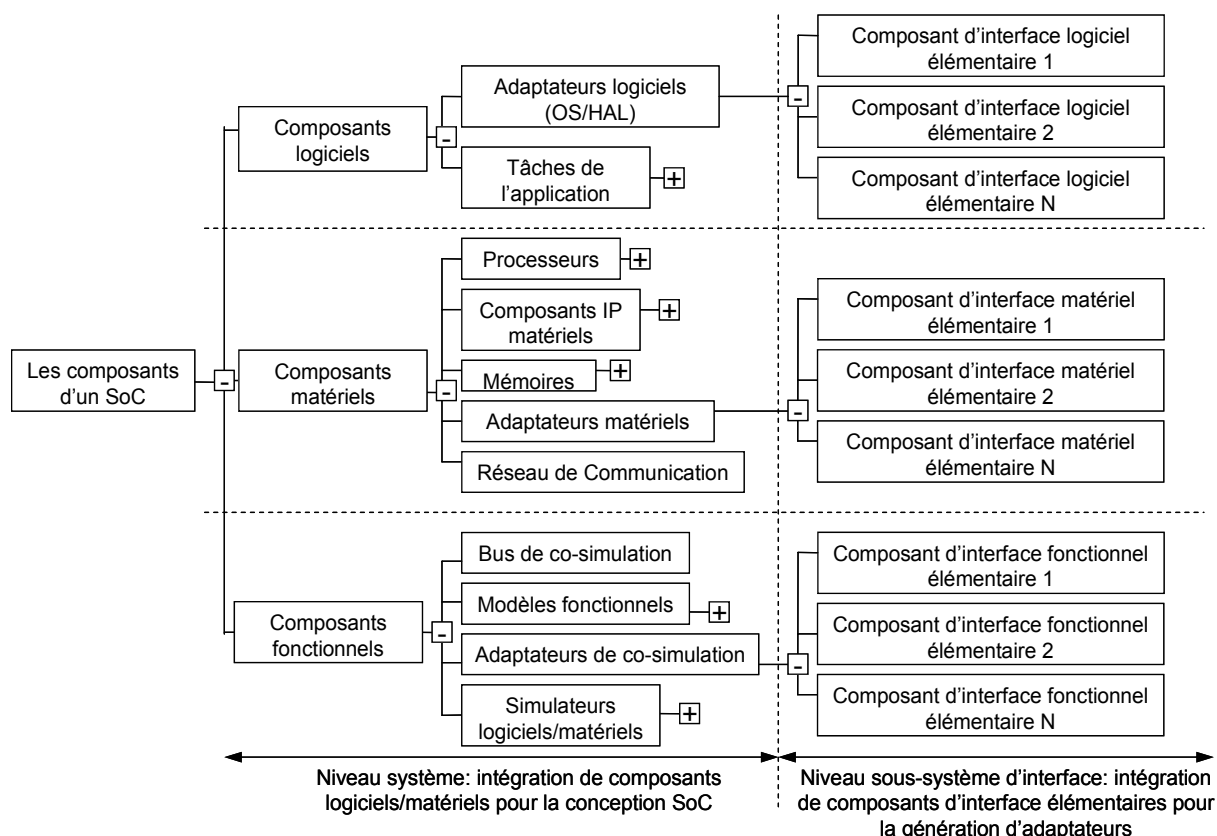 Les composants
d’un SoC
-
Composants
logiciels
-
Adaptateurs logiciels
(OS/HAL)
-
Composant d’interface logiciel
élémentaire 1
Composant d’interface logiciel
élémentaire 2
Composant d’interface logiciel
élémentaire N
Tâches de
l’application
+
Composants
matériels
-
Processeurs
+
Composants IP
matériels
+
Mémoires
+
Adaptateurs matériels
-
Composant d’interface matériel
élémentaire 1
Composant d’interface matériel
élémentaire 2
Composant d’interface matériel
élémentaire N
Réseau de Communication
Composants
fonctionnels
-
Bus de co-simulation
Modèles fonctionnels
+
Adaptateurs de co-simulation
-
Composant d’interface fonctionnel
élémentaire 1
Composant d’interface fonctionnel
élémentaire 2
Composant d’interface fonctionnel
élémentaire N
Simulateurs
logiciels/matériels
+
Niveau système: intégration de composants
logiciels/matériels pour la conception SoC
Niveau sous-système d’interface: intégration
de composants d’interface élémentaires pour
la génération d’adaptateurs